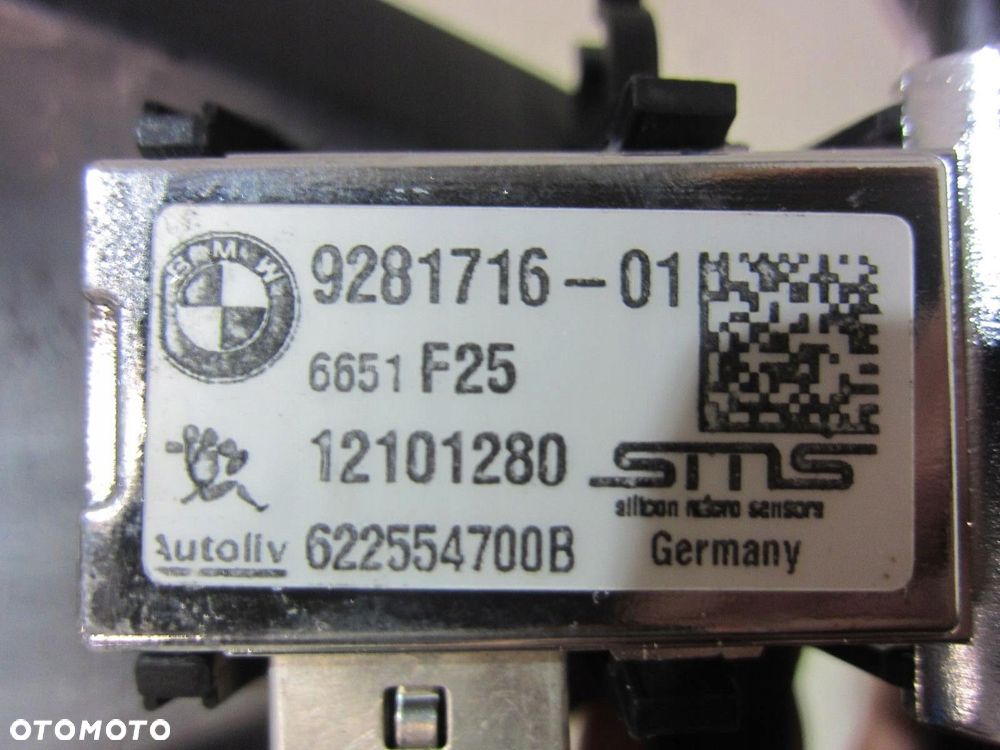 BMW
9281716-01
6651 F25
12101280
sms
silicon micro sensors
Autoliv
622554700B
Germany
OTOMOTO